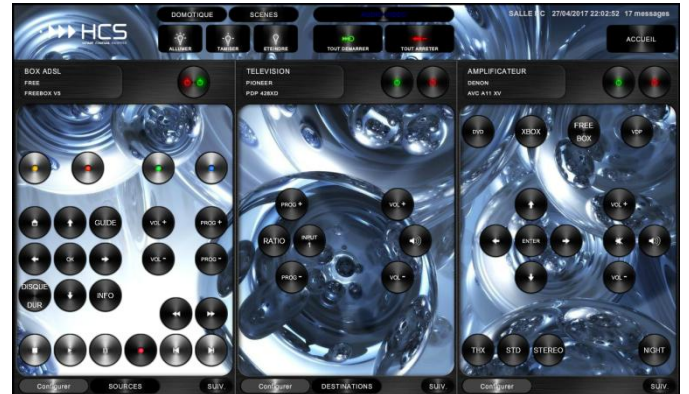 HCS
DOMOTIQUE
SCENES
SALLE
27/04/2017 22:02:52 17 messages
ALLUMER
TAMISER
ETEINDRE
TOUT DEMARRER
TOUT ARRETER
ACCUEIL
BOX ADSL
FREE
FREEBOX V5
TELEVISION
PIONEER
PDP 428XD
AMPLIFICATEUR
DENON
AVC A11 XV
GUIDE
VOL +
PROG +
OK
VOL -
PROG -
DISQUE
DUR
INFO
PROG +
VOL +
RATIO
INPUT
1
PROG -
VOL -
DVD
XBOX
FREE
BOX
VDP
VOL +
ENTER
VOL -
THX
STD
STEREO
NIGHT
Configurer
SOURCES
SUIV.
Configurer
DESTINATIONS
SUIV.
Configurer
SUIV.